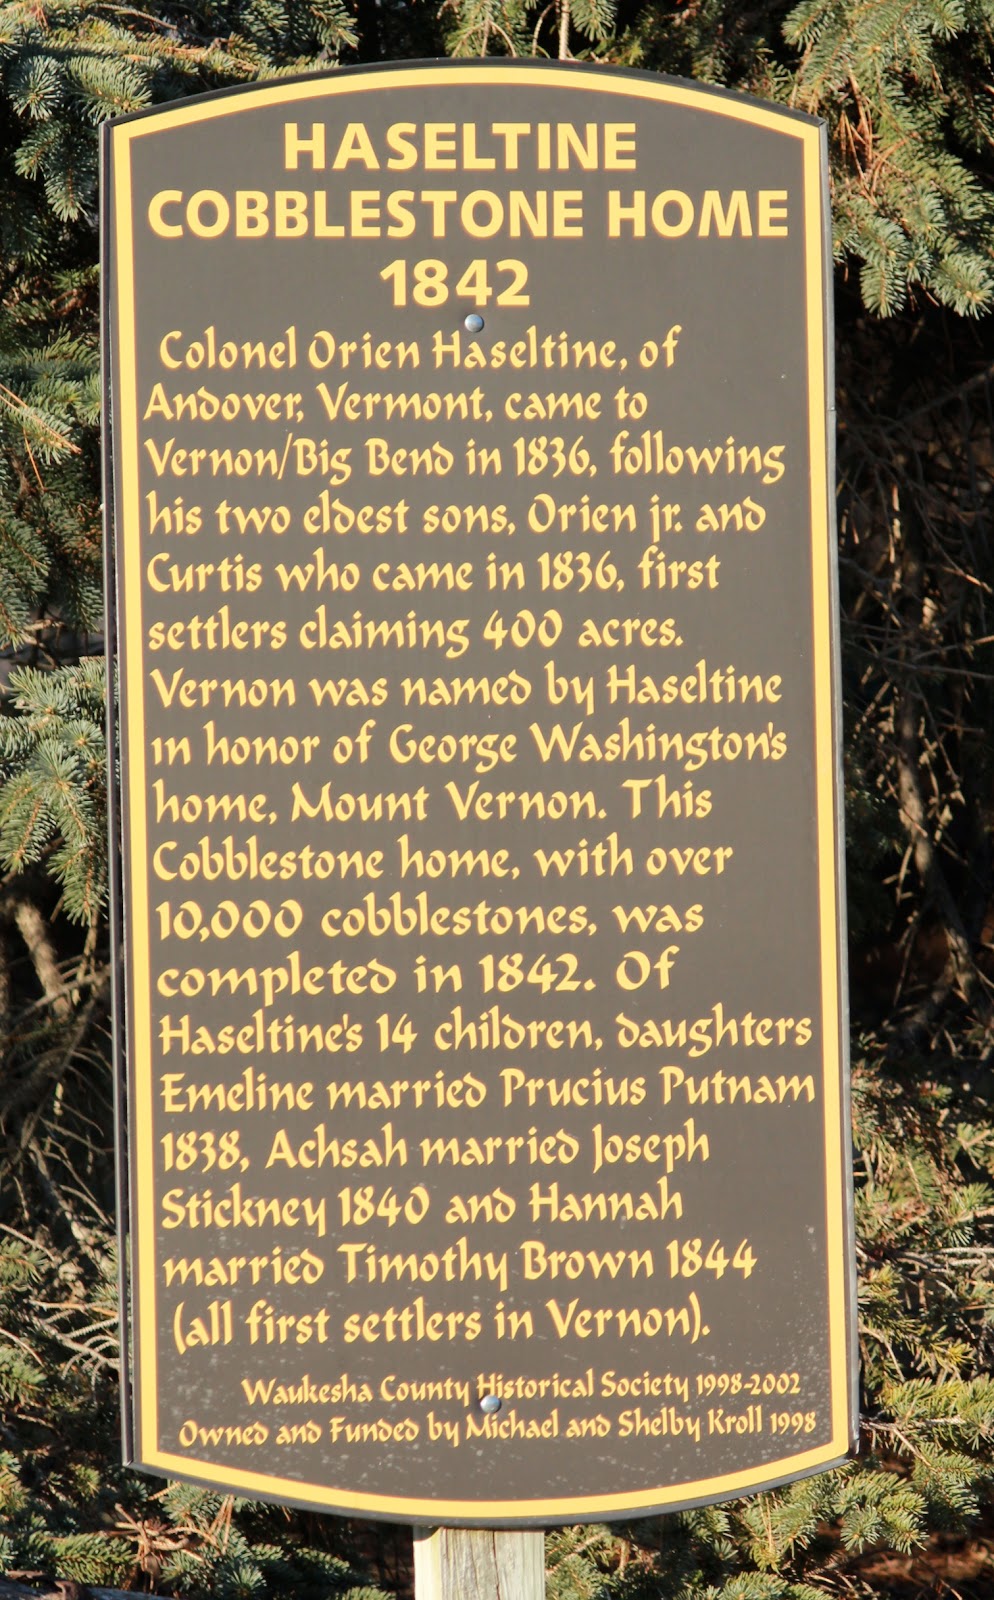 HASELTINE
COBBLESTONE HOME
1842
Colonel Orien Haseltine, of
Andover, Vermont, came to
Vernon/Big Bend in 1836, following
his two eldest sons, Orien jr. and
Curtis who came in 1836, first
settlers claiming 400 acres.
Vernon was named by Haseltine
in honor of George Washington's
home, Mount Vernon. This
Cobblestone home, with over
10,000 cobblestones, was
completed in 1842. Of
Haseltine's 14 children, daughters
Emeline married Prucius Putnam
1838, Achsah married Joseph
Stickney 1840 and Hannah
married Timothy Brown 1844
(all first settlers in Vernon).
Waukesha County Historical Society 1998-2002
Owned and Funded by Michael and Shelby Kroll 1998